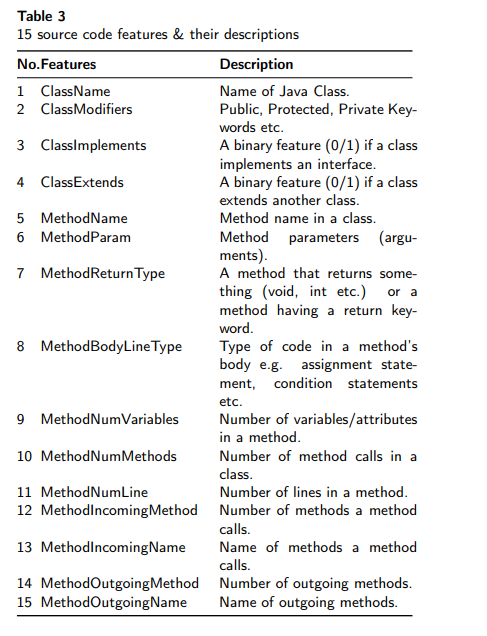 Table 3
15 source code features & their descriptions
No. Features Description
1 ClassName Name of Java Class.
2 ClassModifiers Public, Protected, Private Key-
words etc.
3 ClassImplements A binary feature (0/1) if a class
implements an interface.
4 ClassExtends A binary feature (0/1) if a class
extends another class.
5 MethodName Method name in a class.
6 MethodParam Method parameters (argu-
ments).
7 MethodReturnType A method that returns some-
thing (void, int etc.) or a
method having a return key-
word.
8 MethodBodyLineType Type of code in a method's
body e.g. assignment state-
ment, condition statements
etc.
9 MethodNumVariables Number of variables/attributes
in a method.
10 MethodNumMethods Number of method calls in a
class.
11 MethodNumLine Number of lines in a method.
12 MethodIncomingMethod Number of methods a method
calls.
13 MethodIncomingName Name of methods a method
calls.
14 MethodOutgoingMethod Number of outgoing methods.
15 MethodOutgoingName Name of outgoing methods.